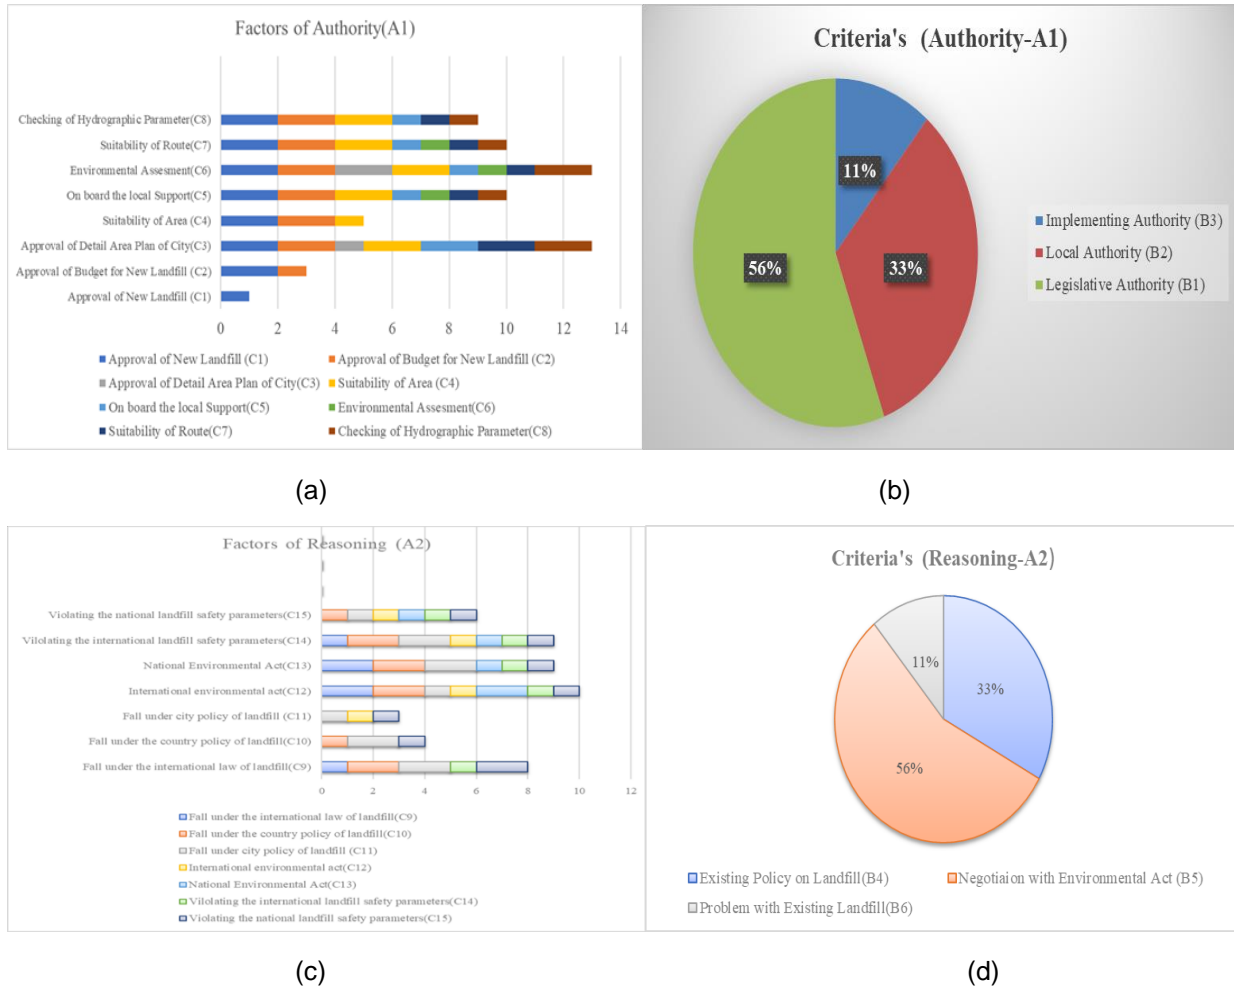 Factors of Authority(A1)
Checking of Hydrographic Parameter(C8)
Suitability of Route(C7)
Environmental Assesment(C6)
On board the local Support(C5)
Suitability of Area (C4)
Approval of Detail Area Plan of City(C3)
Approval of Budget for New Landfill (C2)
Approval of New Landfill (C1)
0 2 4 6 8 10 12 14
Approval of New Landfill (C1) Approval of Budget for New Landfill (C2)
Approval of Detail Area Plan of City(C3) Suitability of Area (C4)
On board the local Support(C5) Environmental Assesment(C6)
Suitability of Route(C7) Checking of Hydrographic Parameter(C8)
(a)
Criteria's (Authority-A1)
11%
33%
56%
Implementing Authority (B3)
Local Authority (B2)
Legislative Authority (B1)
(b)
Factors of Reasoning (A2)
Violating the national landfill safety parameters(C15)
Vilolating the international landfill safety parameters(C14)
National Environmental Act(C13)
International environmental act(C12)
Fall under city policy of landfill (C11)
Fall under the country policy of landfill(C10)
Fall under the international law of landfill(C9)
0 2 4 6 8 10 12
Fall under the international law of landfill(C9)
Fall under the country policy of landfill(C10)
Fall under city policy of landfill (C11)
International environmental act(C12)
National Environmental Act(C13)
Vilolating the international landfill safety parameters(C14)
Violating the national landfill safety parameters(C15)
(c)
Criteria's (Reasoning-A2)
11%
33%
56%
Existing Policy on Landfill(B4) Negotiaion with Environmental Act (B5)
Problem with Existing Landfill(B6)
(d)